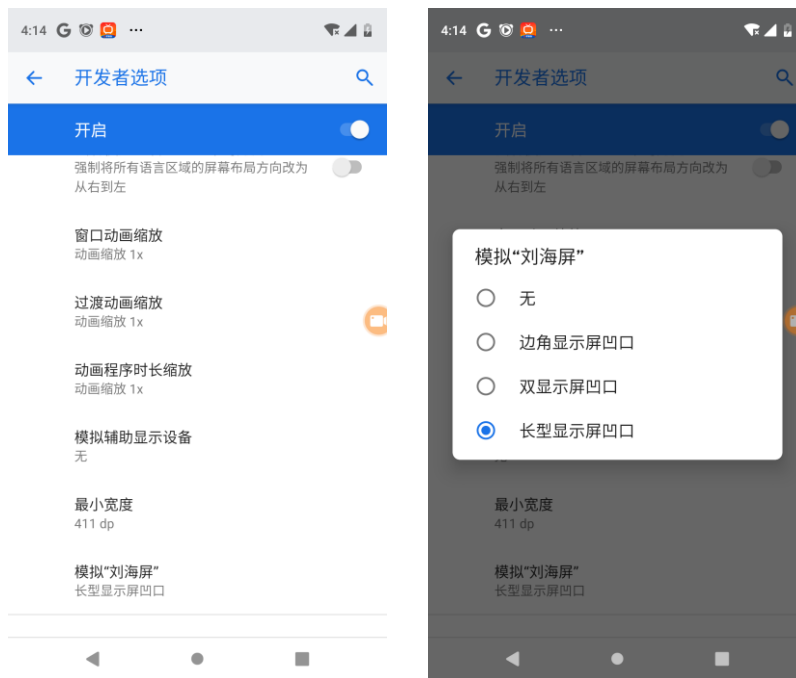 4:14 G ...
开发者选项
开启
强制将所有语言区域的屏幕布局方向改为
从右到左
窗口动画缩放
动画缩放 1x
过渡动画缩放
动画缩放 1x
动画程序时长缩放
动画缩放 1x
模拟辅助显示设备
无
最小宽度
411 dp
模拟"刘海屏"
长型显示屏凹口
4:14 G ...
开发者选项
开启
强制将所有语言区域的屏幕布局方向改为
从右到左
模拟“刘海屏”
无
边角显示屏凹口
双显示屏凹口
长型显示屏凹口
最小宽度
411 dp
模拟"刘海屏"
长型显示屏凹口